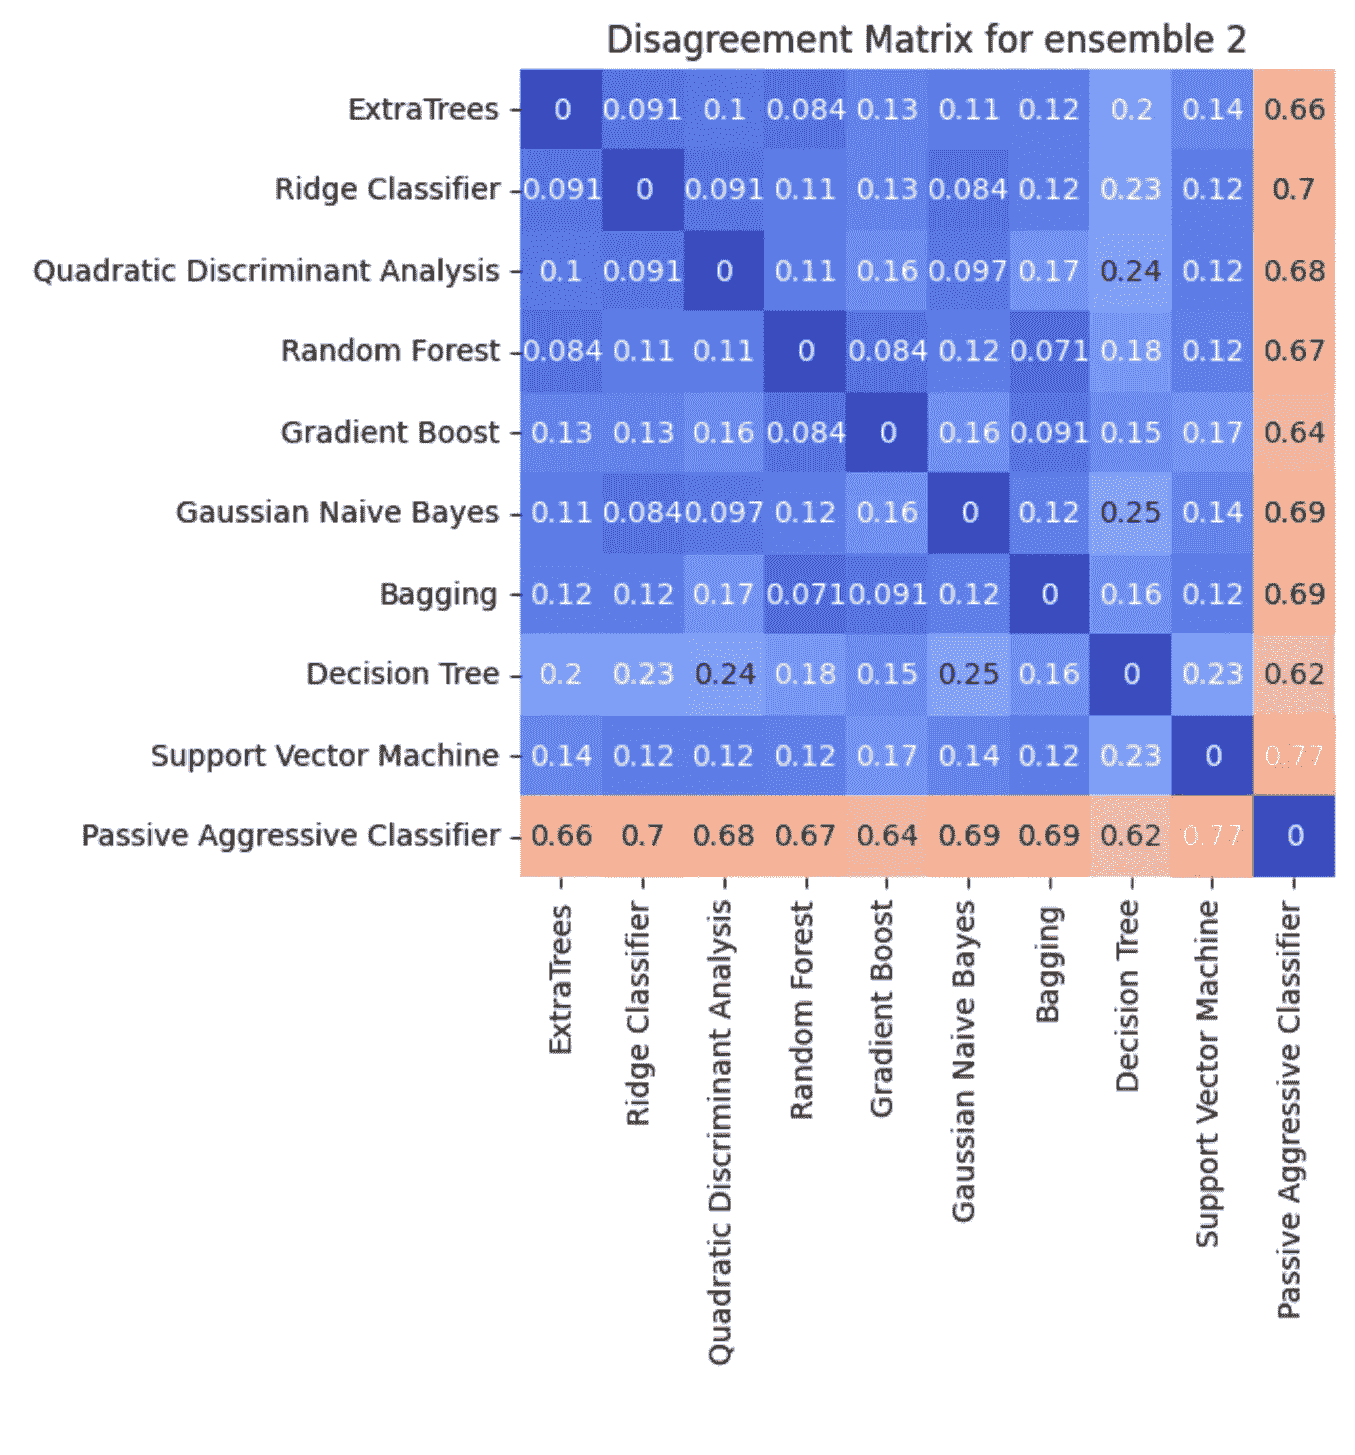 Disagreement Matrix for ensemble 2
ExtraTrees 0 0.091 0.1 0.084 0.13 0.11 0.12 0.2 0.14 0.66
Ridge Classifier 0.091 0 0.091 0.11 0.13 0.084 0.12 0.23 0.12 0.7
Quadratic Discriminant Analysis 0.1 0.091 0 0.11 0.16 0.097 0.17 0.24 0.12 0.68
Random Forest 0.084 0.11 0.11 0 0.084 0.12 0.071 0.18 0.12 0.67
Gradient Boost 0.13 0.13 0.16 0.084 0 0.16 0.091 0.15 0.17 0.64
Gaussian Naive Bayes 0.11 0.084 0.097 0.12 0.16 0 0.12 0.25 0.14 0.69
Bagging 0.12 0.12 0.17 0.071 0.091 0.12 0 0.16 0.12 0.69
Decision Tree 0.2 0.23 0.24 0.18 0.15 0.25 0.16 0 0.23 0.62
Support Vector Machine 0.14 0.12 0.12 0.12 0.17 0.14 0.12 0.23 0 0.77
Passive Aggressive Classifier 0.66 0.7 0.68 0.67 0.64 0.69 0.69 0.62 0.77 0
ExtraTrees
Ridge Classifier
Quadratic Discriminant Analysis
Random Forest
Gradient Boost
Gaussian Naive Bayes
Bagging
Decision Tree
Support Vector Machine
Passive Aggressive Classifier